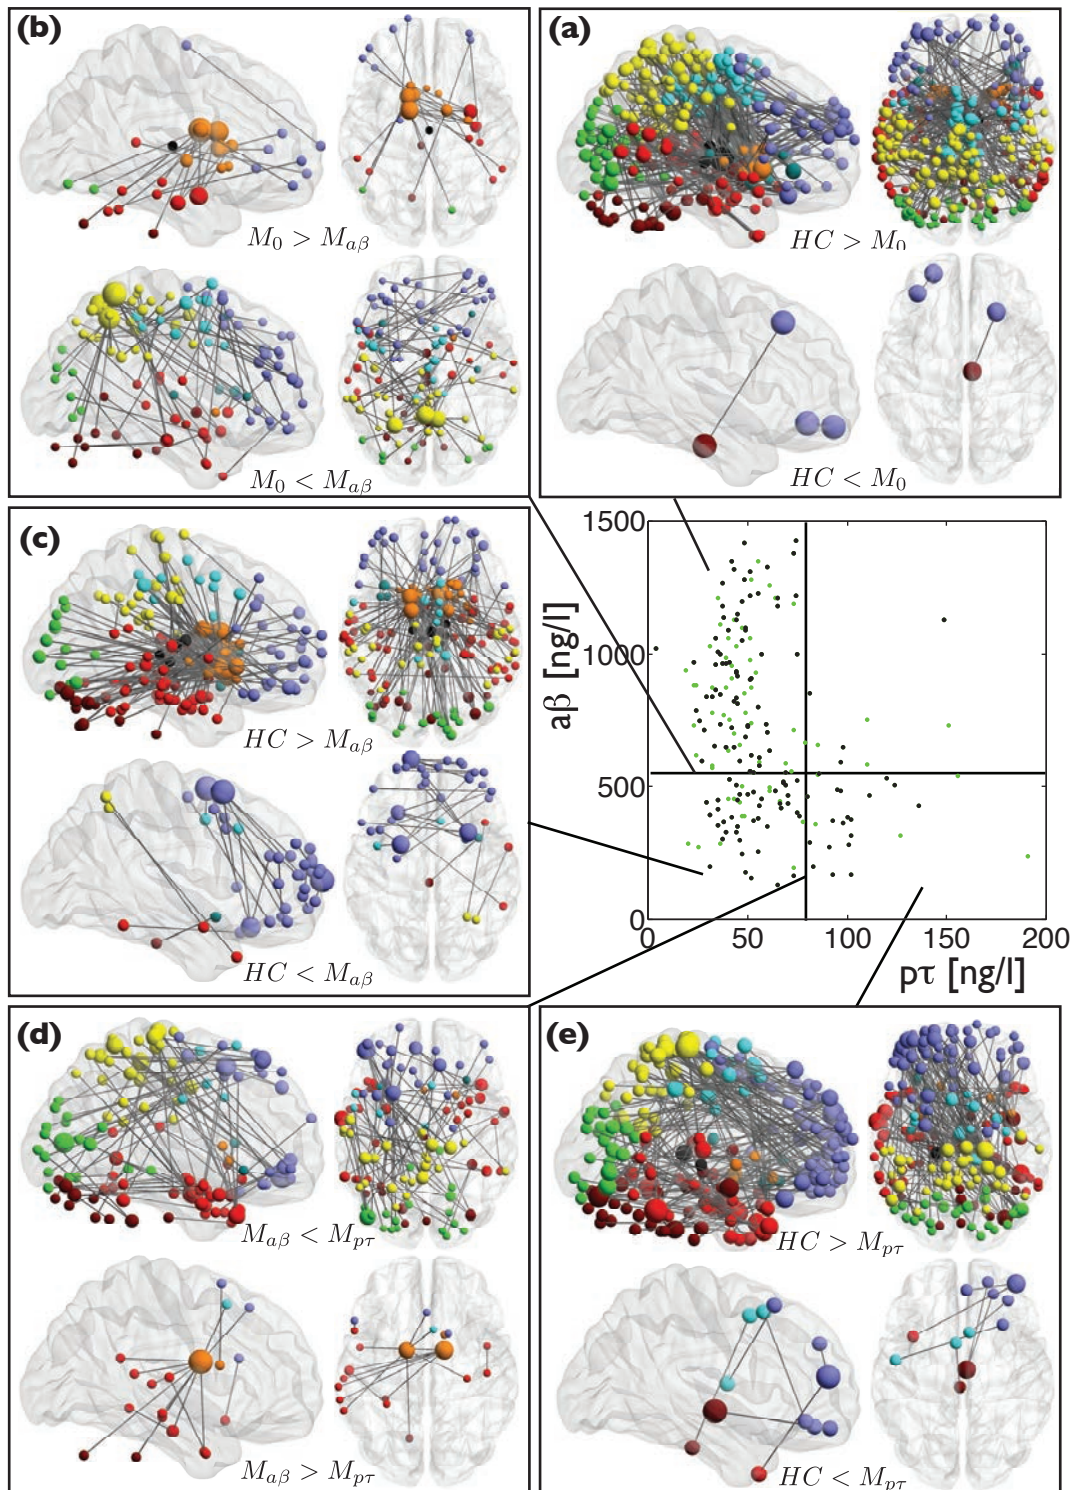 (b)
M₀ > Mₐβ
M₀ < Mₐβ
(a)
HC > M₀
HC < M₀
(c)
HC > Mₐβ
HC < Mₐβ
1500
1000
500
0
aβ [ng/l]
0 50 100 150 200
pτ [ng/l]
(d)
Mₐβ < Mₚτ
Mₐβ > Mₚτ
(e)
HC > Mₚτ
HC < Mₚτ